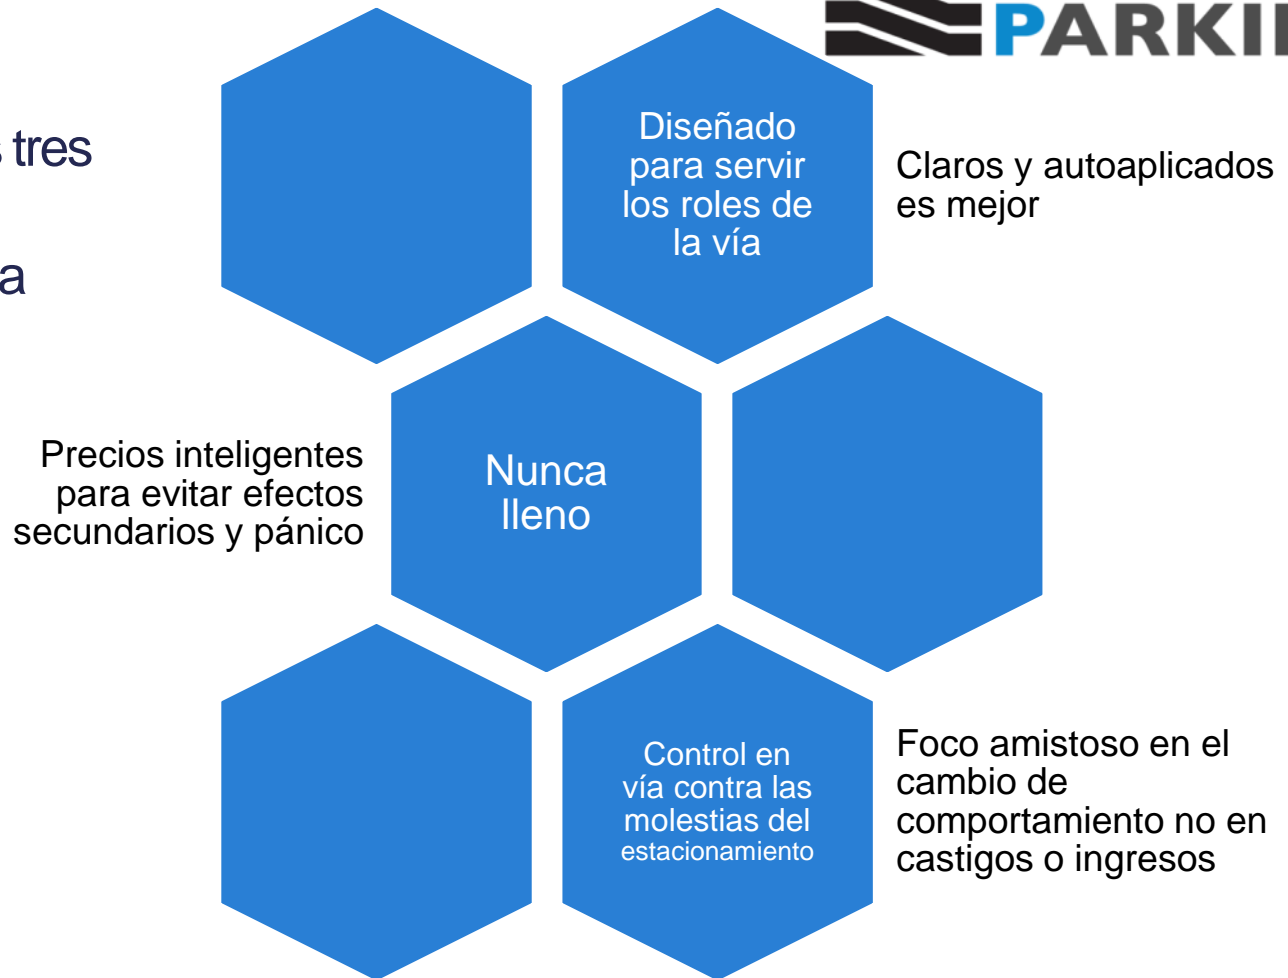 PARKI
s tres
a
Diseñado
para servir
los roles de
la vía
Claros y autoaplicados
es mejor
Precios inteligentes
para evitar efectos
secundarios y pánico
Nunca
lleno
Control en
vía contra las
molestias del
estacionamiento
Foco amistoso en el
cambio de
comportamiento no en
castigos o ingresos